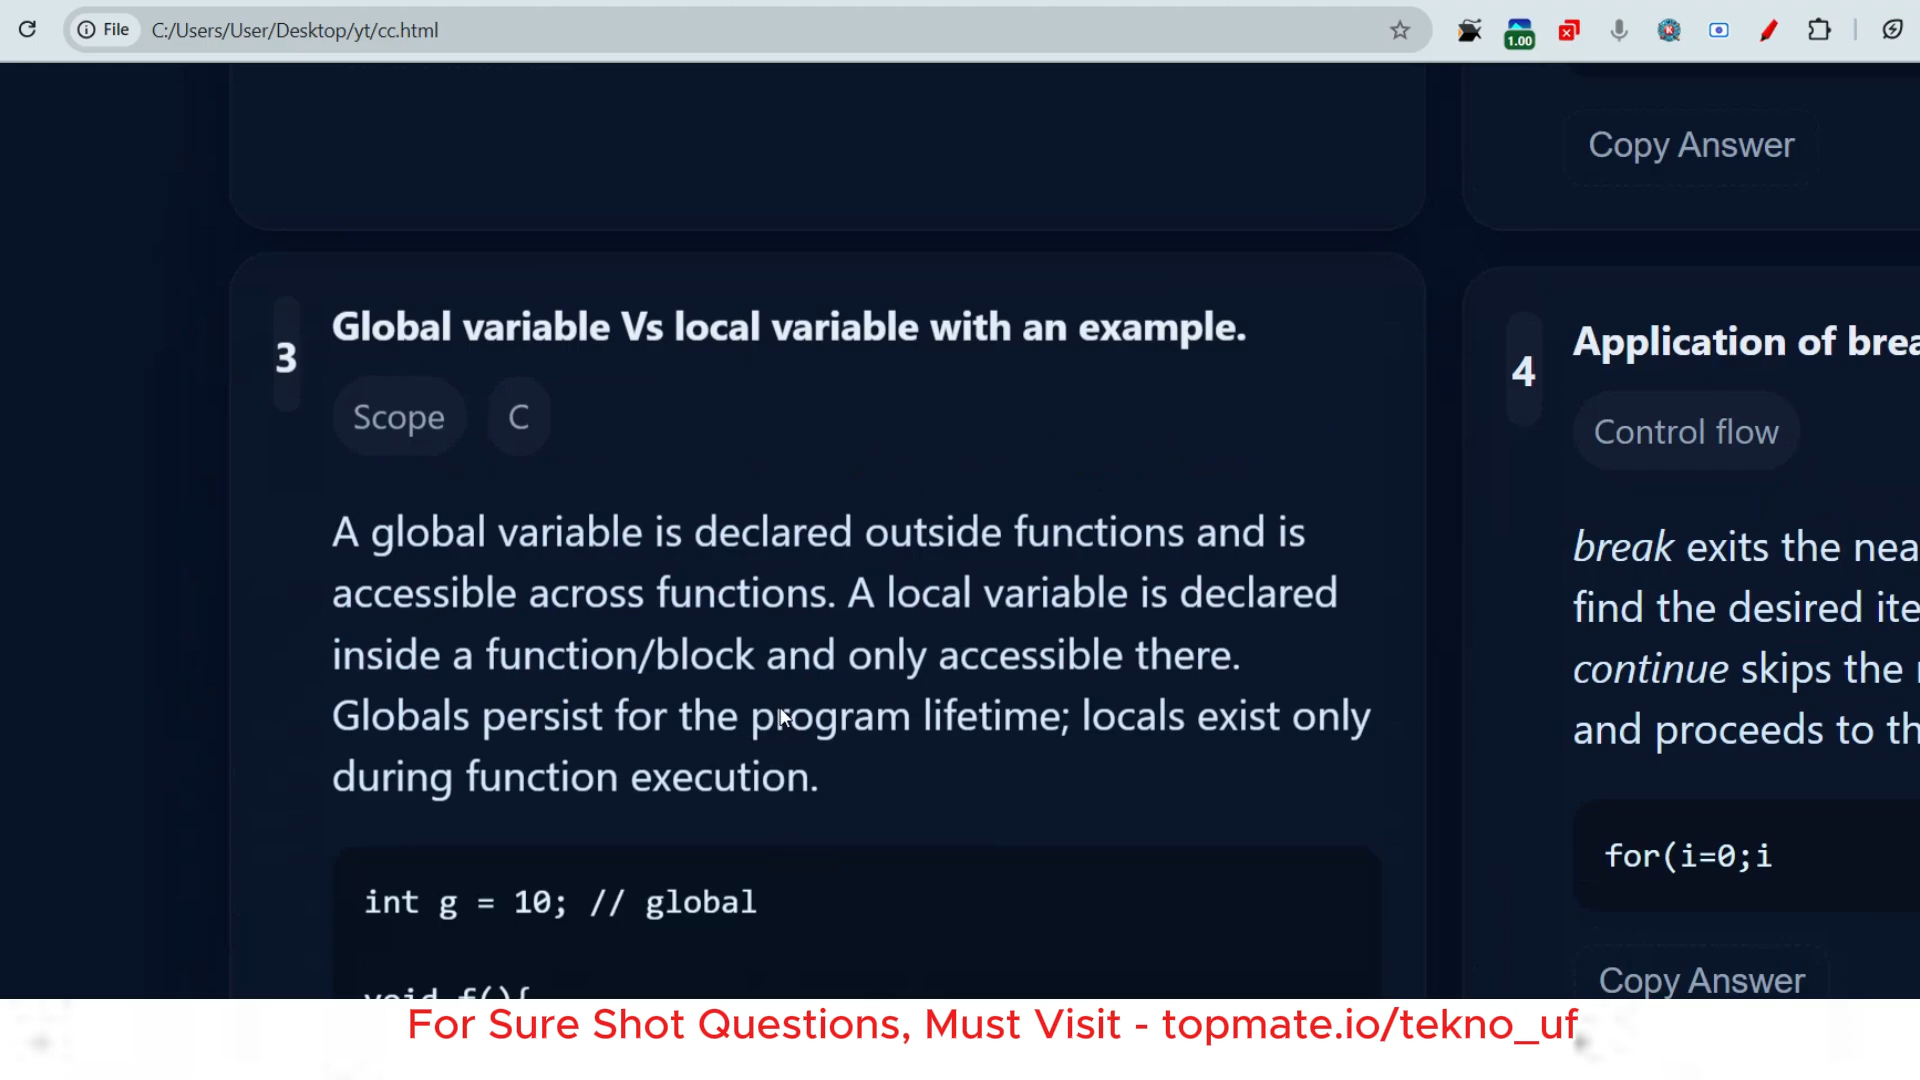 File
C:/Users/User/Desktop/yt/cc.html
1.00
Copy Answer
3
Global variable Vs local variable with an example.
Scope
C
A global variable is declared outside functions and is
accessible across functions. A local variable is declared
inside a function/block and only accessible there.
Globals persist for the program lifetime; locals exist only
during function execution.
int g = 10; // global
void f(){
4
Application of brea
Control flow
break exits the nea
find the desired ite
continue skips the r
and proceeds to th
for(i=0;i
Copy Answer
For Sure Shot Questions, Must Visit - topmate.io/tekno_uf